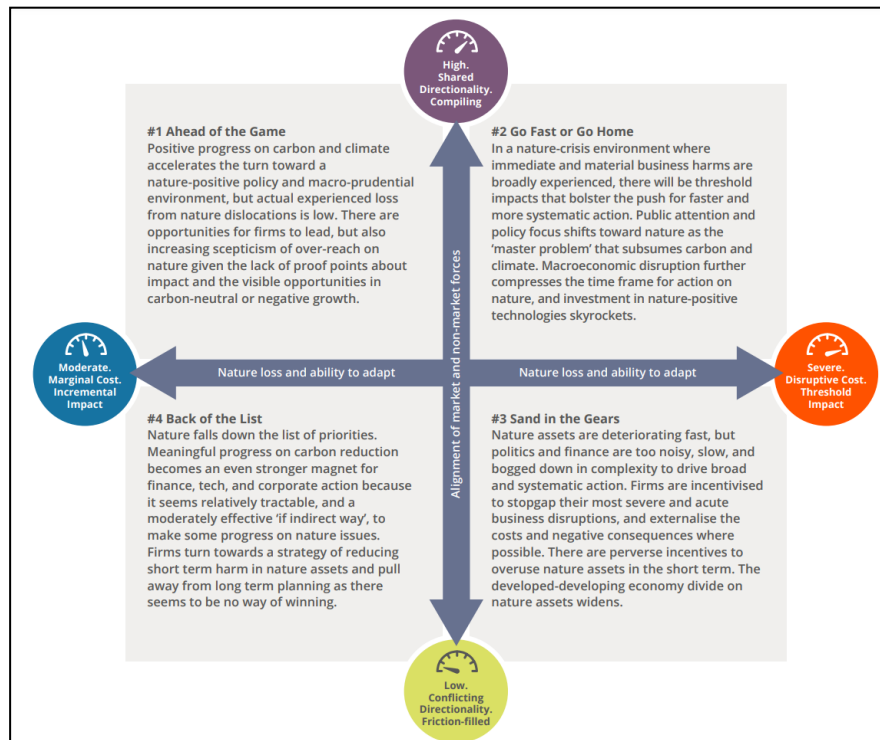 High.
Shared
Directionality.
Compiling
#1 Ahead of the Game
Positive progress on carbon and climate
accelerates the turn toward a
nature-positive policy and macro-prudential
environment, but actual experienced loss
from nature dislocations is low. There are
opportunities for firms to lead, but also
increasing scepticism of over-reach on
nature given the lack of proof points about
impact and the visible opportunities in
carbon-neutral or negative growth.
#2 Go Fast or Go Home
In a nature-crisis environment where
immediate and material business harms are
broadly experienced, there will be threshold
impacts that bolster the push for faster and
more systematic action. Public attention and
policy focus shifts toward nature as the
‘master problem’ that subsumes carbon and
climate. Macroeconomic disruption further
compresses the time frame for action on
nature, and investment in nature-positive
technologies skyrockets.
Moderate.
Marginal Cost.
Incremental
Impact
Nature loss and ability to adapt
Alignment of market and non-market forces
Nature loss and ability to adapt
Severe.
Disruptive Cost.
Threshold
Impact
#4 Back of the List
Nature falls down the list of priorities.
Meaningful progress on carbon reduction
becomes an even stronger magnet for
finance, tech, and corporate action because
it seems relatively tractable, and a
moderately effective ‘if indirect way’, to
make some progress on nature issues.
Firms turn towards a strategy of reducing
short term harm in nature assets and pull
away from long term planning as there
seems to be no way of winning.
#3 Sand in the Gears
Nature assets are deteriorating fast, but
politics and finance are too noisy, slow, and
bogged down in complexity to drive broad
and systematic action. Firms are incentivised
to stopgap their most severe and acute
business disruptions, and externalise the
costs and negative consequences where
possible. There are perverse incentives to
overuse nature assets in the short term. The
developed-developing economy divide on
nature assets widens.
Low.
Conflicting
Directionality.
Friction-filled